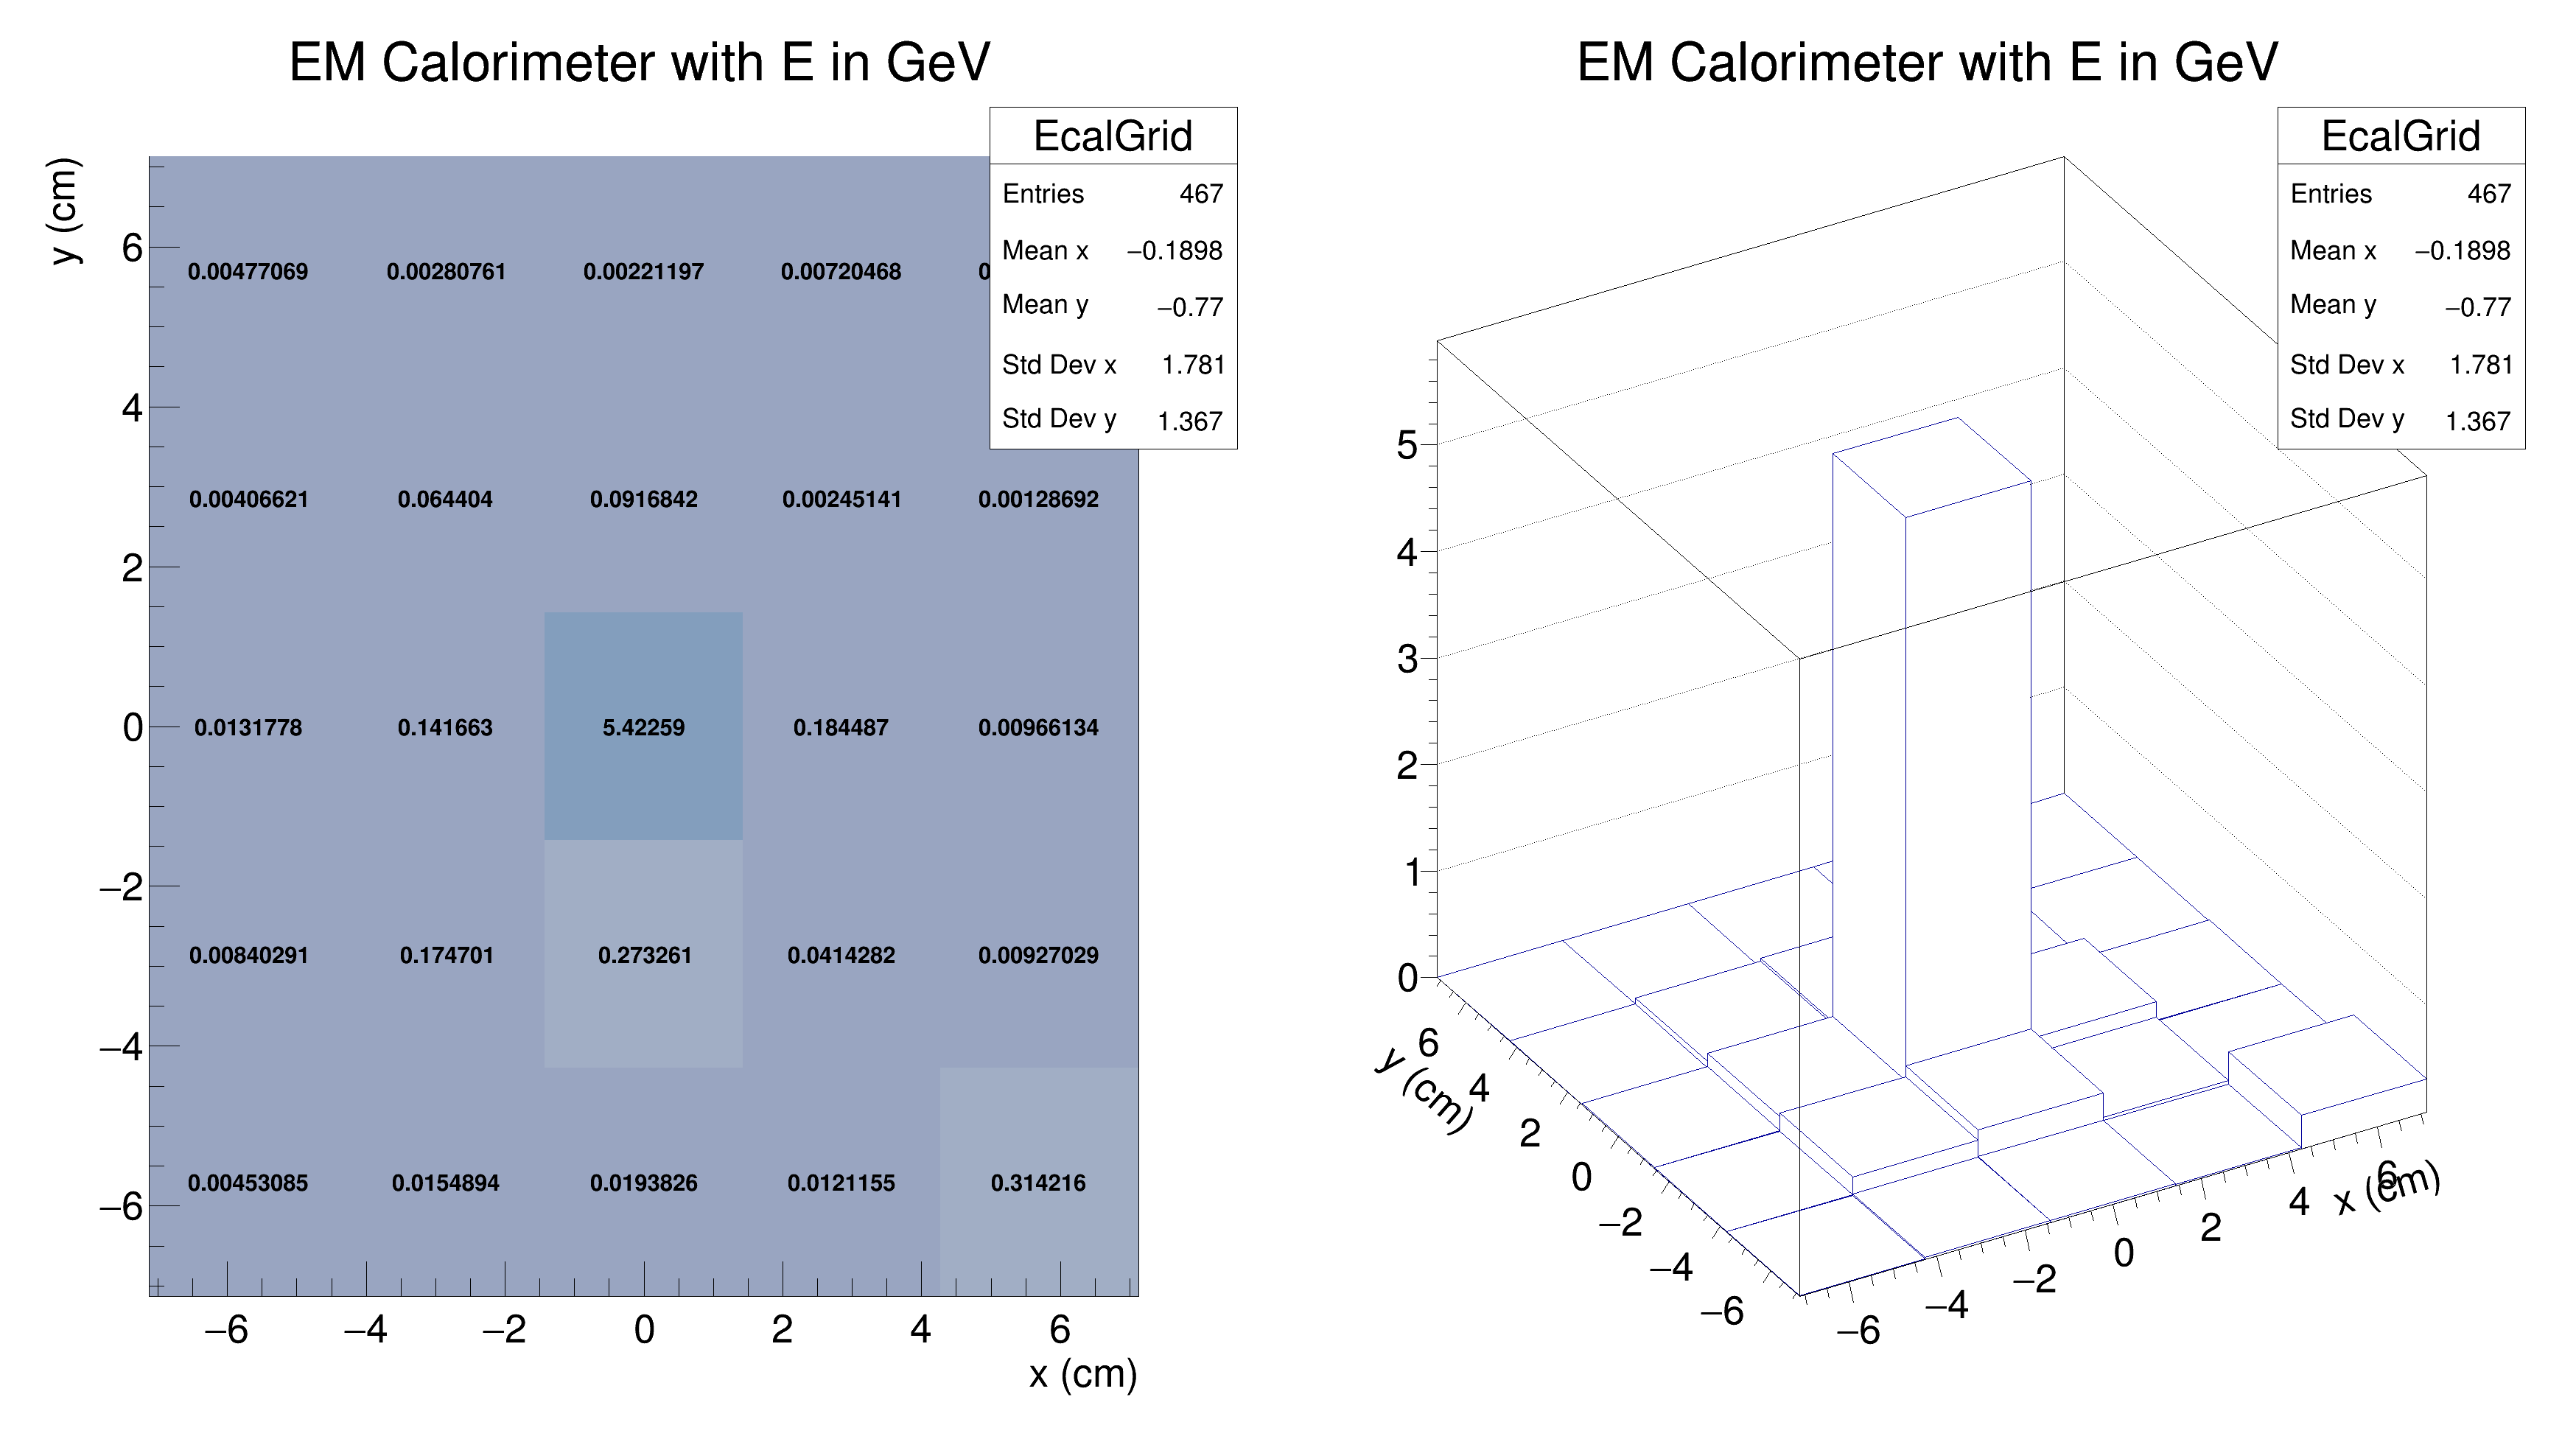 EM Calorimeter with E in GeV
EcalGrid
Entries 467
Mean x −0.1898
Mean y −0.77
Std Dev x 1.781
Std Dev y 1.367
y (cm)
6
4
2
0
−2
−4
−6
0.00477069 0.00280761 0.00221197 0.00720468
0.00406621 0.064404 0.0916842 0.00245141 0.00128692
0.0131778 0.141663 5.42259 0.184487 0.00966134
0.00840291 0.174701 0.273261 0.0414282 0.00927029
0.00453085 0.0154894 0.0193826 0.0121155 0.314216
−6 −4 −2 0 2 4 6
x (cm)
EM Calorimeter with E in GeV
EcalGrid
Entries 467
Mean x −0.1898
Mean y −0.77
Std Dev x 1.781
Std Dev y 1.367
5
4
3
2
1
0
y (cm)
6
4
2
0
−2
−4
−6
−6
−4
−2
0
2
4
6
x (cm)